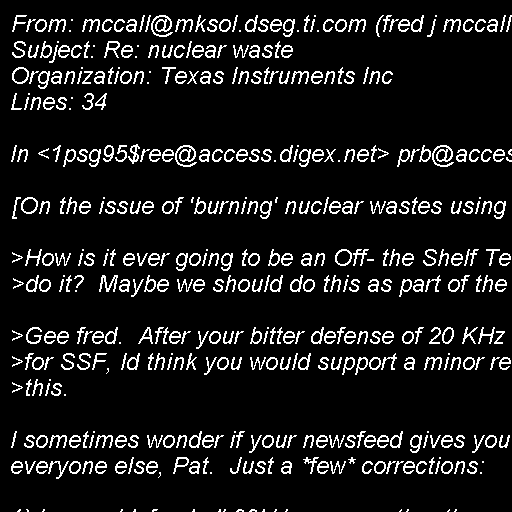 From: mccall@mksol.dseg.ti.com (fred j mccall
Subject: Re: nuclear waste
Organization: Texas Instruments Inc
Lines: 34
In <1psg95$ree@access.digex.net> prb@acces
[On the issue of 'burning' nuclear wastes using
>How is it ever going to be an Off- the Shelf Te
>do it?  Maybe we should do this as part of the
>Gee fred.  After your bitter defense of 20 KHz
>for SSF, Id think you would support a minor re
>this.
I sometimes wonder if your newsfeed gives you
everyone else, Pat.  Just a *few* corrections: